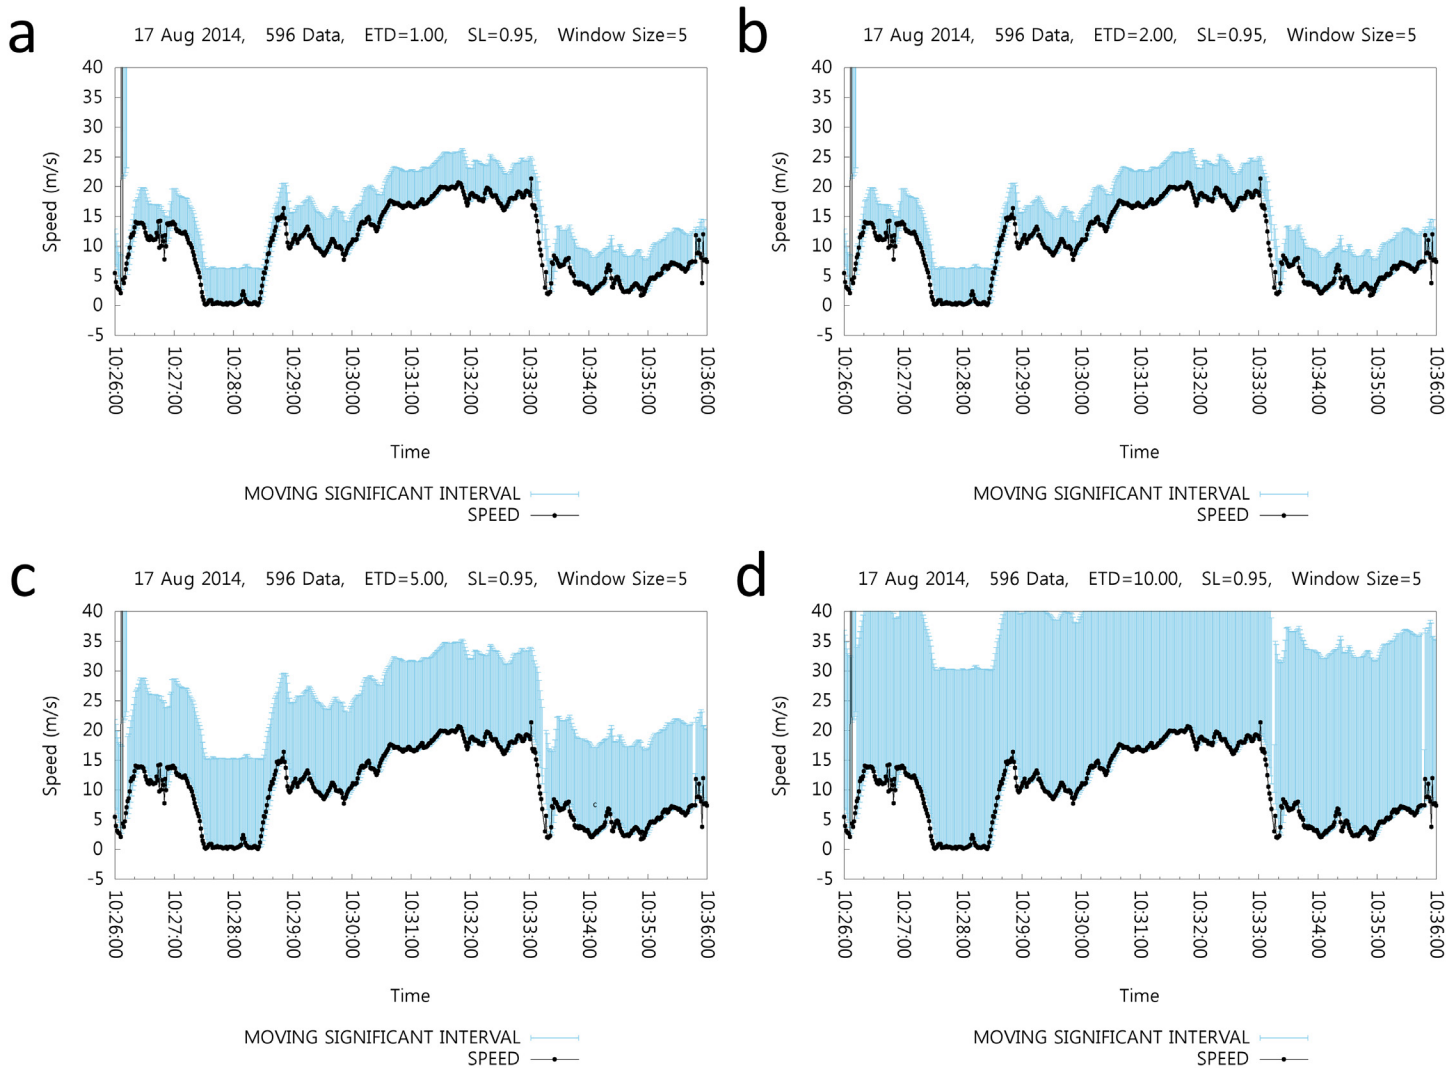 a
17 Aug 2014, 596 Data, ETD=1.00, SL=0.95, Window Size=5
40
35
30
25
20
15
10
5
0
-5
Speed (m/s)
10:26:00 10:27:00 10:28:00 10:29:00 10:30:00 10:31:00 10:32:00 10:33:00 10:34:00 10:35:00 10:36:00
Time
MOVING SIGNIFICANT INTERVAL
SPEED
b
17 Aug 2014, 596 Data, ETD=2.00, SL=0.95, Window Size=5
40
35
30
25
20
15
10
5
0
-5
Speed (m/s)
10:26:00 10:27:00 10:28:00 10:29:00 10:30:00 10:31:00 10:32:00 10:33:00 10:34:00 10:35:00 10:36:00
Time
MOVING SIGNIFICANT INTERVAL
SPEED
c
17 Aug 2014, 596 Data, ETD=5.00, SL=0.95, Window Size=5
40
35
30
25
20
15
10
5
0
-5
Speed (m/s)
c
10:26:00 10:27:00 10:28:00 10:29:00 10:30:00 10:31:00 10:32:00 10:33:00 10:34:00 10:35:00 10:36:00
Time
MOVING SIGNIFICANT INTERVAL
SPEED
d
17 Aug 2014, 596 Data, ETD=10.00, SL=0.95, Window Size=5
40
35
30
25
20
15
10
5
0
-5
Speed (m/s)
10:26:00 10:27:00 10:28:00 10:29:00 10:30:00 10:31:00 10:32:00 10:33:00 10:34:00 10:35:00 10:36:00
Time
MOVING SIGNIFICANT INTERVAL
SPEED